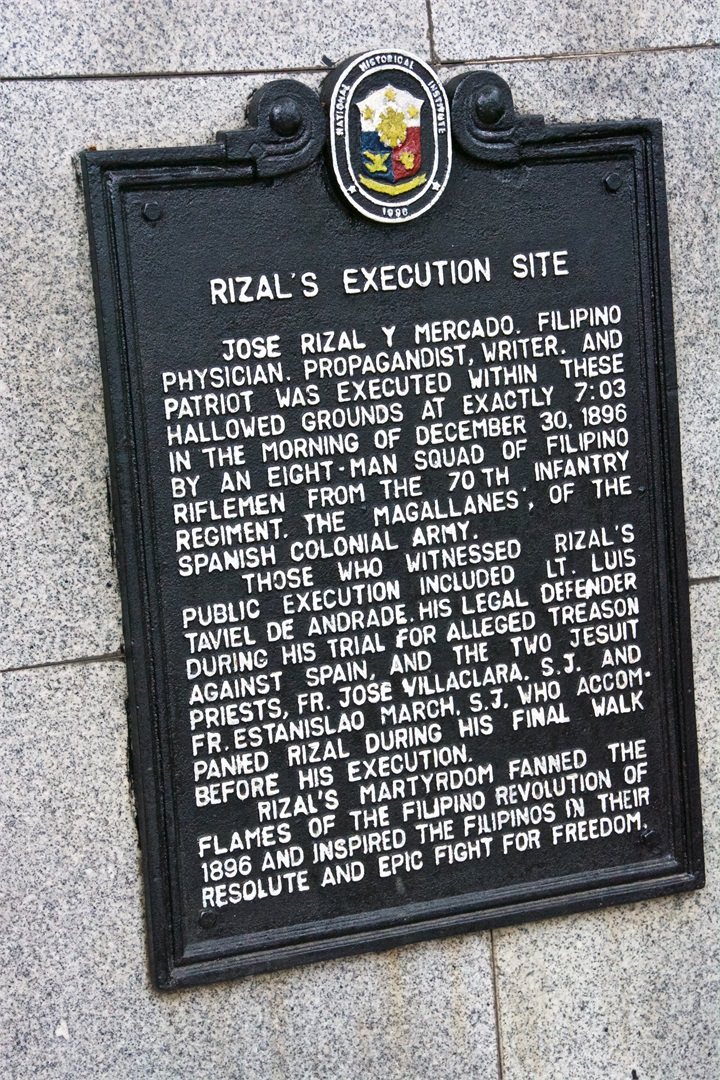 NATIONAL HISTORICAL INSTITUTE
1996
RIZAL'S EXECUTION SITE
JOSE RIZAL Y MERCADO. FILIPINO
PHYSICIAN. PROPAGANDIST, WRITER. AND
PATRIOT WAS EXECUTED WITHIN THESE
HALLOWED GROUNDS AT EXACTLY 7:03
IN THE MORNING OF DECEMBER 30, 1896
BY AN EIGHT-MAN SQUAD OF FILIPINO
RIFLEMEN FROM THE 70TH INFANTRY
REGIMENT. THE MAGALLANES', OF THE
SPANISH COLONIAL ARMY.
THOSE WHO WITNESSED RIZAL'S
PUBLIC EXECUTION INCLUDED LT. LUIS
TAVIEL DE ANDRADE. HIS LEGAL DEFENDER
DURING HIS TRIAL FOR ALLEGED TREASON
AGAINST SPAIN, AND THE TWO JESUIT
PRIESTS, FR. JOSE VILLACLARA. S.J. AND
FR. ESTANISLAO MARCH. S.J. WHO ACCOM-
PANIED RIZAL DURING HIS FINAL WALK
BEFORE HIS EXECUTION.
RIZAL'S MARTYRDOM FANNED THE
FLAMES OF THE FILIPINO REVOLUTION OF
1896 AND INSPIRED THE FILIPINOS IN THEIR
RESOLUTE AND EPIC FIGHT FOR FREEDOM.